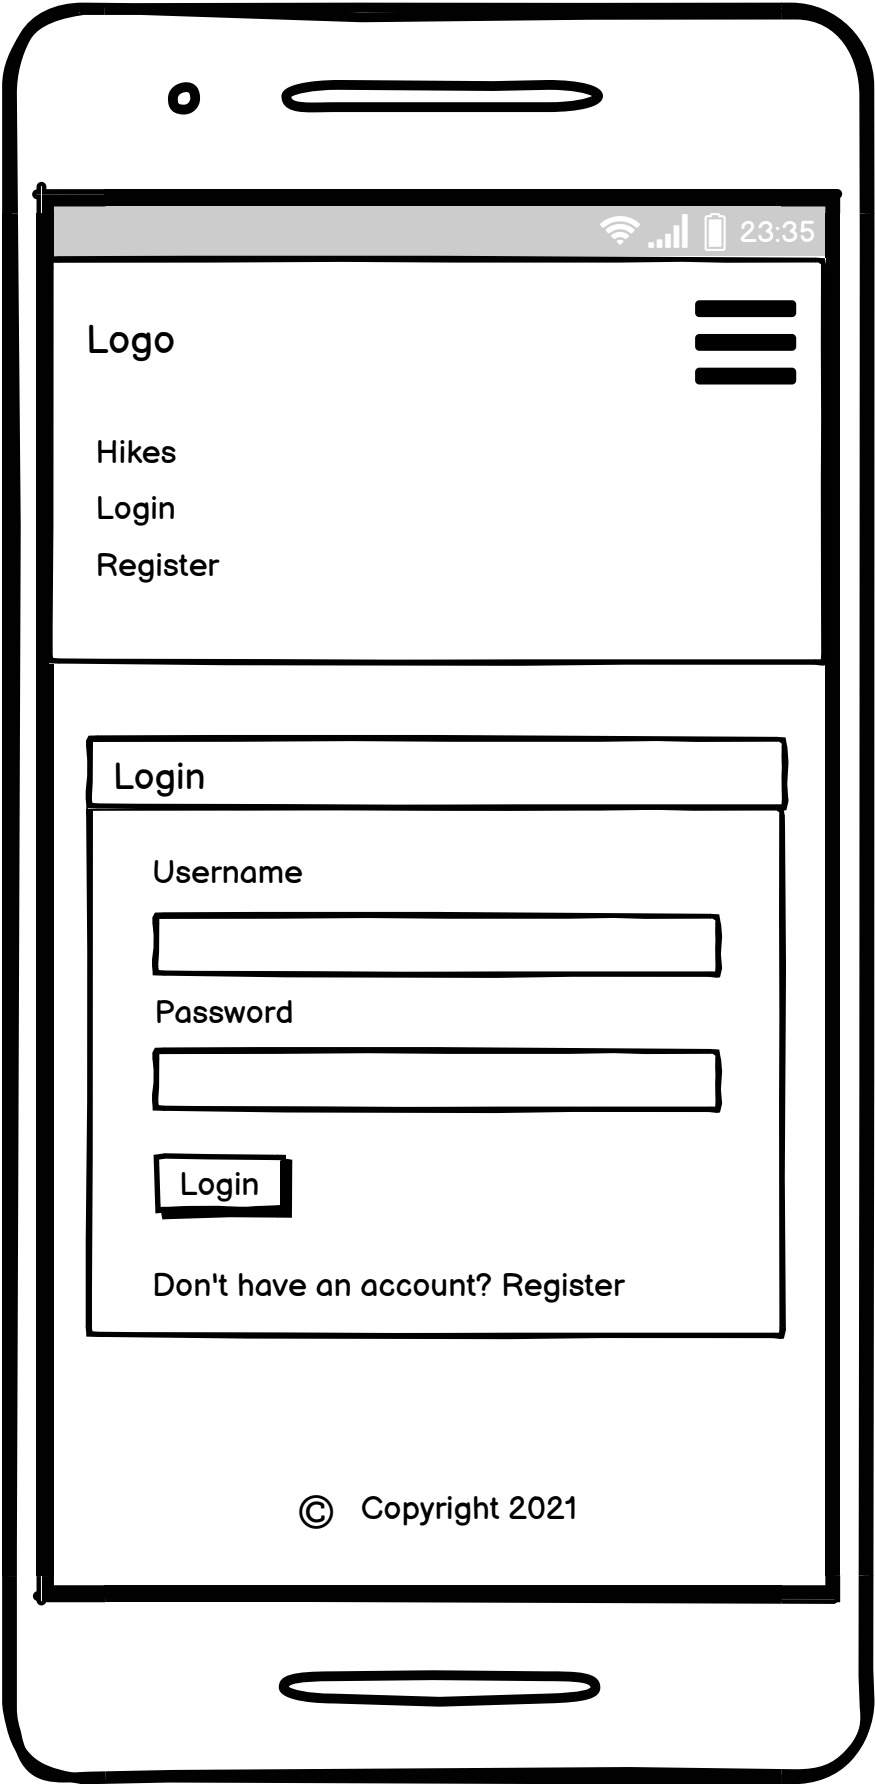 23:35
Logo
Hikes
Login
Register
Login
Username
Password
Login
Don't have an account? Register
© Copyright 2021